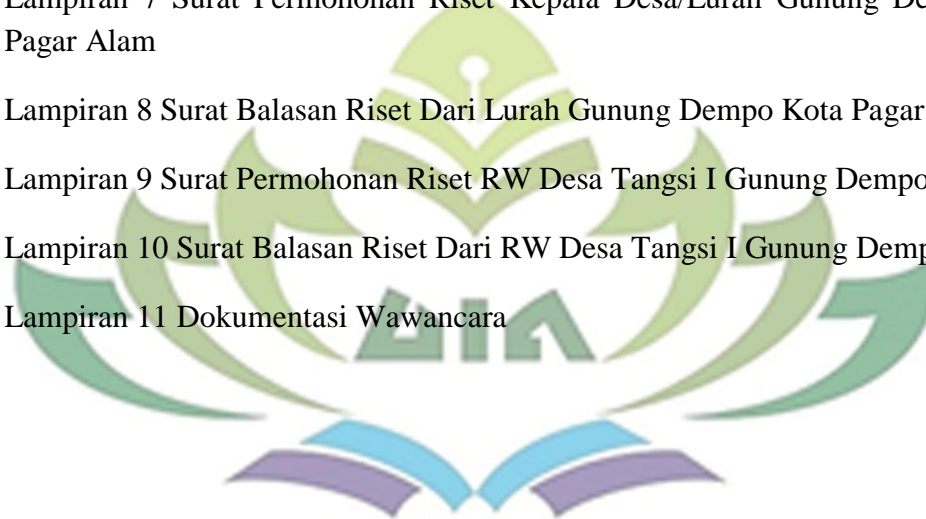 Lampiran 7 Surat Permohonan Riset Kepala Desa/Lurah Gunung
Pagar Alam
Lampiran 8 Surat Balasan Riset Dari Lurah Gunung Dempo Kota Pagar
Lampiran 9 Surat Permohonan Riset RW Desa Tangsi I Gunung Dempo
Lampiran 10 Surat Balasan Riset Dari RW Desa Tangsi I Gunung
Lampiran 11 Dokumentasi Wawancara
UIN